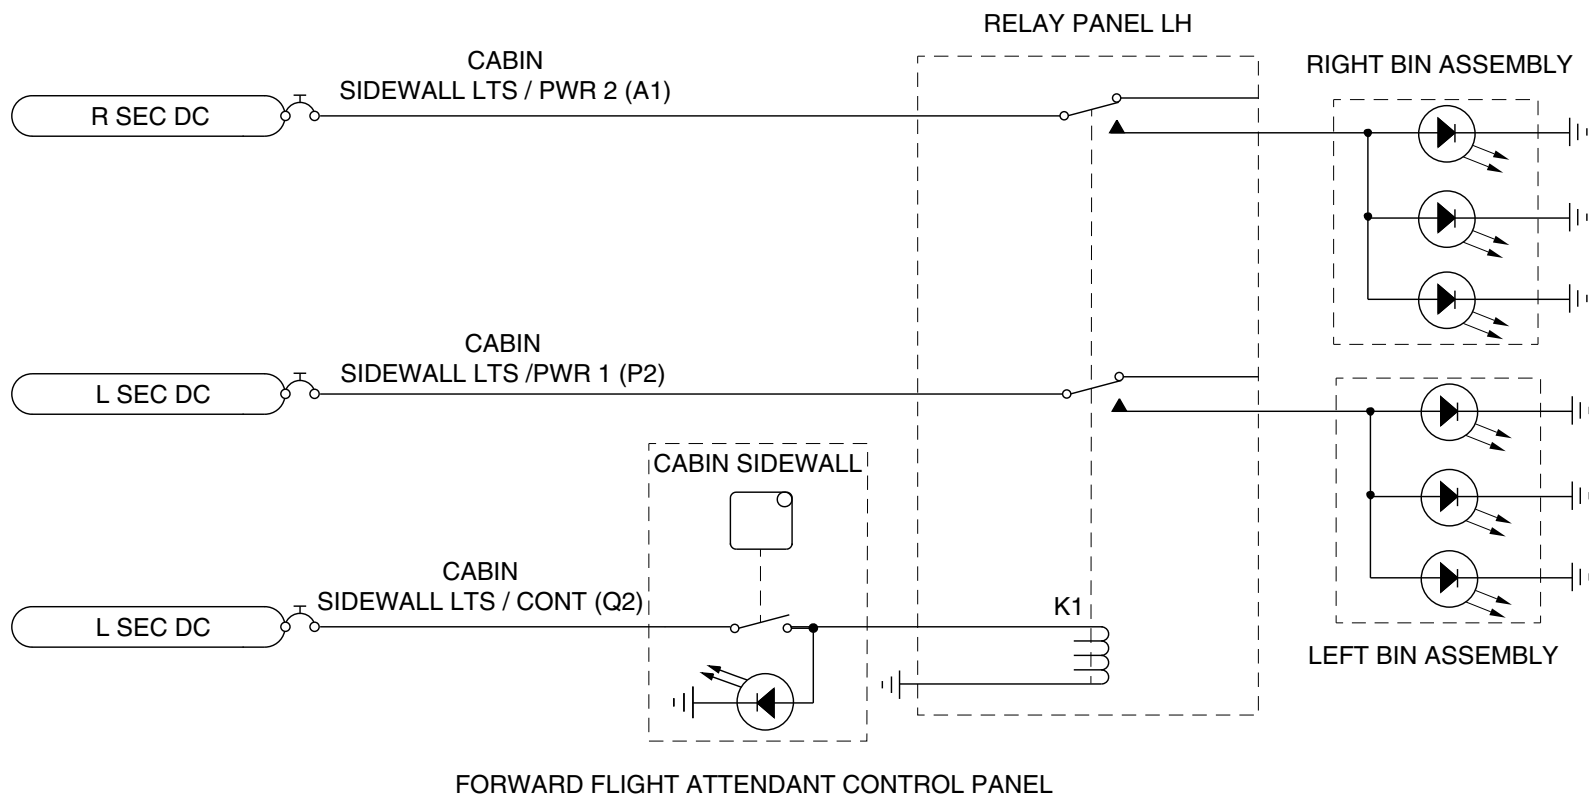 RELAY PANEL LH
CABIN
SIDEWALL LTS / PWR 2 (A1)
RIGHT BIN ASSEMBLY
R SEC DC
CABIN
SIDEWALL LTS /PWR 1 (P2)
L SEC DC
CABIN SIDEWALL
CABIN
SIDEWALL LTS / CONT (Q2)
K1
L SEC DC
LEFT BIN ASSEMBLY
FORWARD FLIGHT ATTENDANT CONTROL PANEL